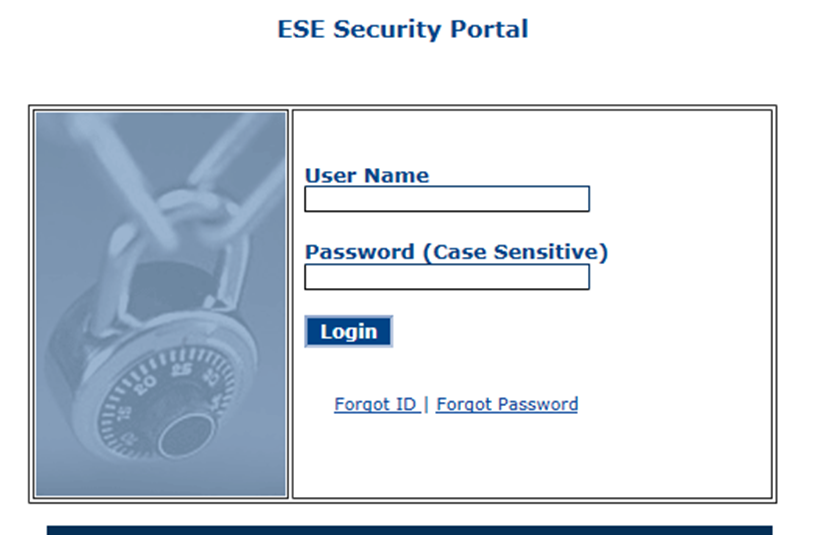 ESE Security Portal
User Name
Password (Case Sensitive)
Login
Forgot ID | Forgot Password